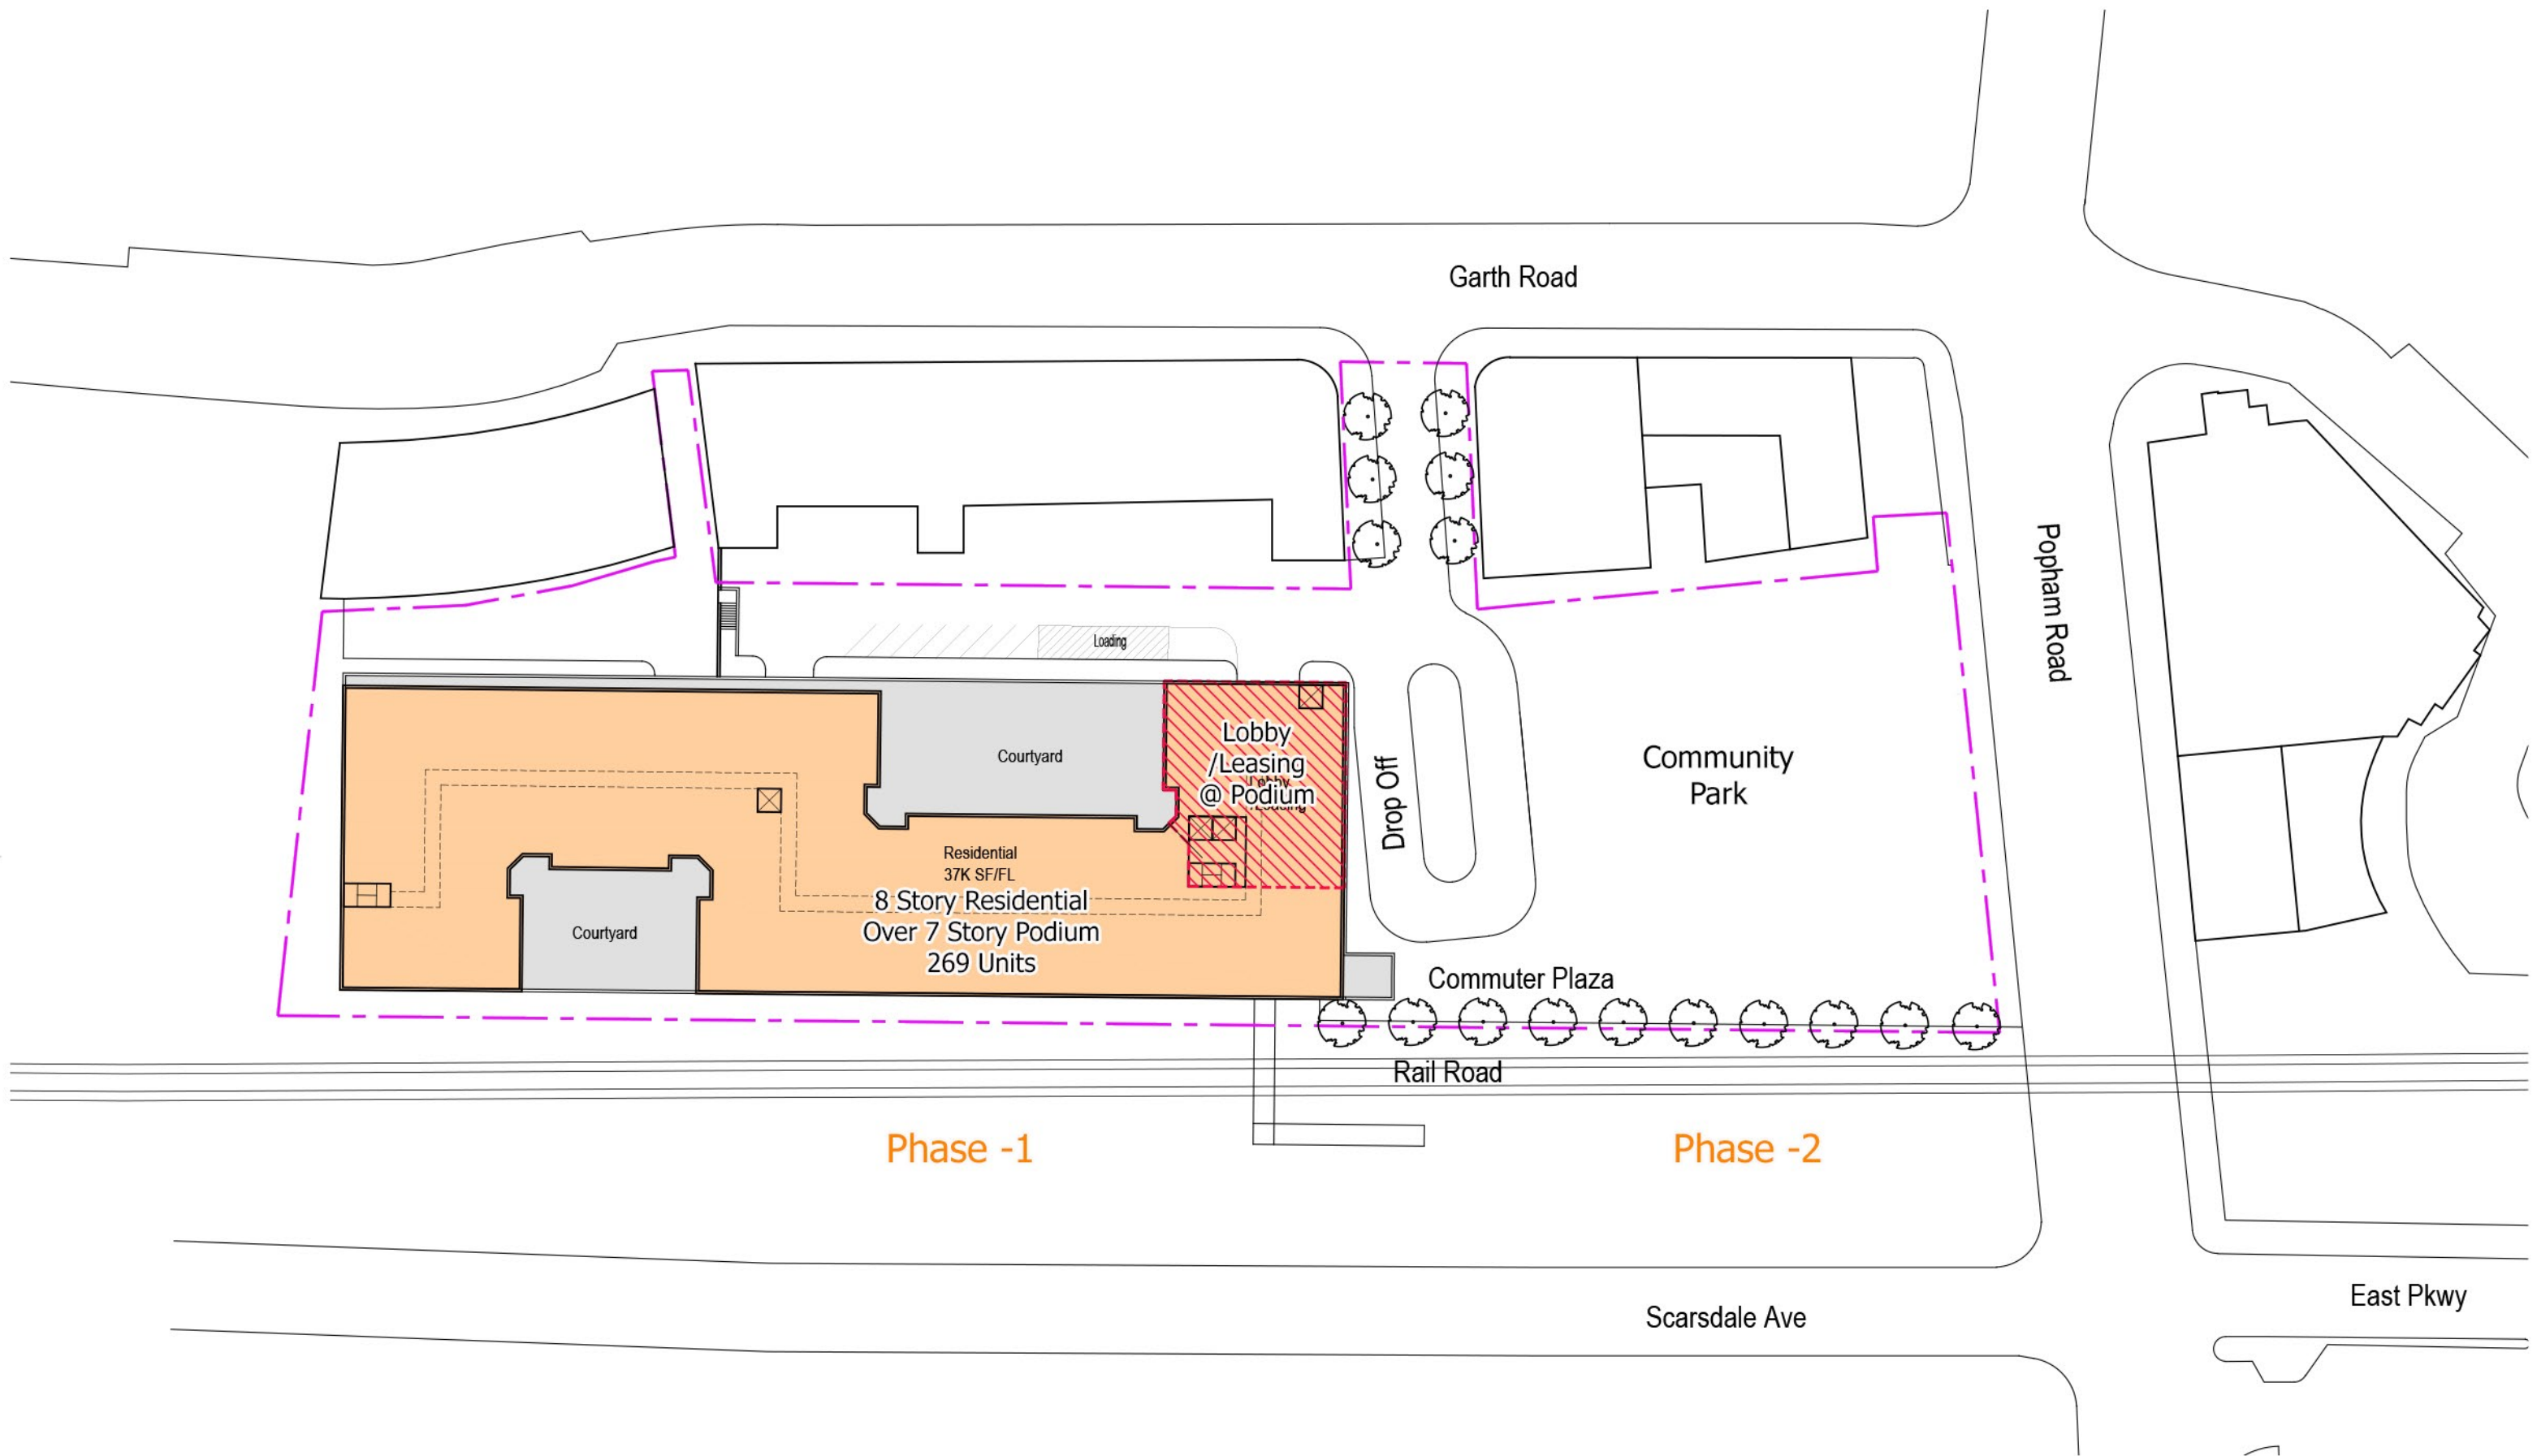 Garth Road
Popham Road
Loading
Courtyard
Lobby
/Leasing
@ Podium
Lobby
/Leasing
Drop Off
Community
Park
Residential
37K SF/FL
8 Story Residential
Over 7 Story Podium
269 Units
Courtyard
Commuter Plaza
Rail Road
Phase -1
Phase -2
Scarsdale Ave
East Pkwy